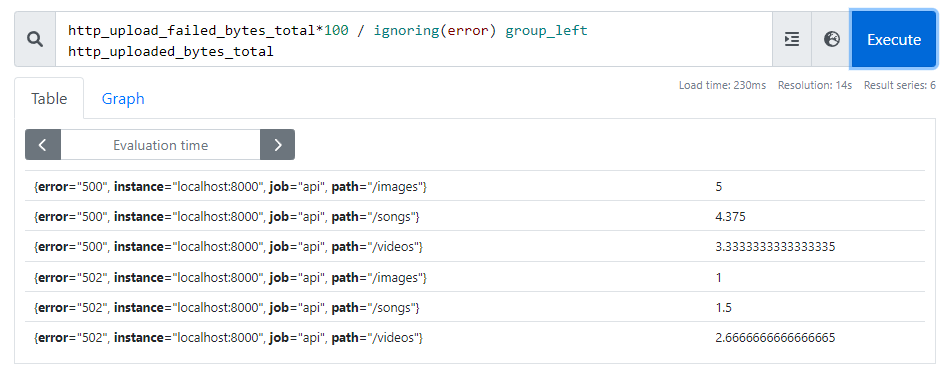 http_upload_failed_bytes_total*100 / ignoring(error) group_left
http_uploaded_bytes_total
Execute
Load time: 230ms Resolution: 14s Result series: 6
Table Graph
Evaluation time
{error="500", instance="localhost:8000", job="api", path="/images"} 5
{error="500", instance="localhost:8000", job="api", path="/songs"} 4.375
{error="500", instance="localhost:8000", job="api", path="/videos"} 3.3333333333333335
{error="502", instance="localhost:8000", job="api", path="/images"} 1
{error="502", instance="localhost:8000", job="api", path="/songs"} 1.5
{error="502", instance="localhost:8000", job="api", path="/videos"} 2.6666666666666665